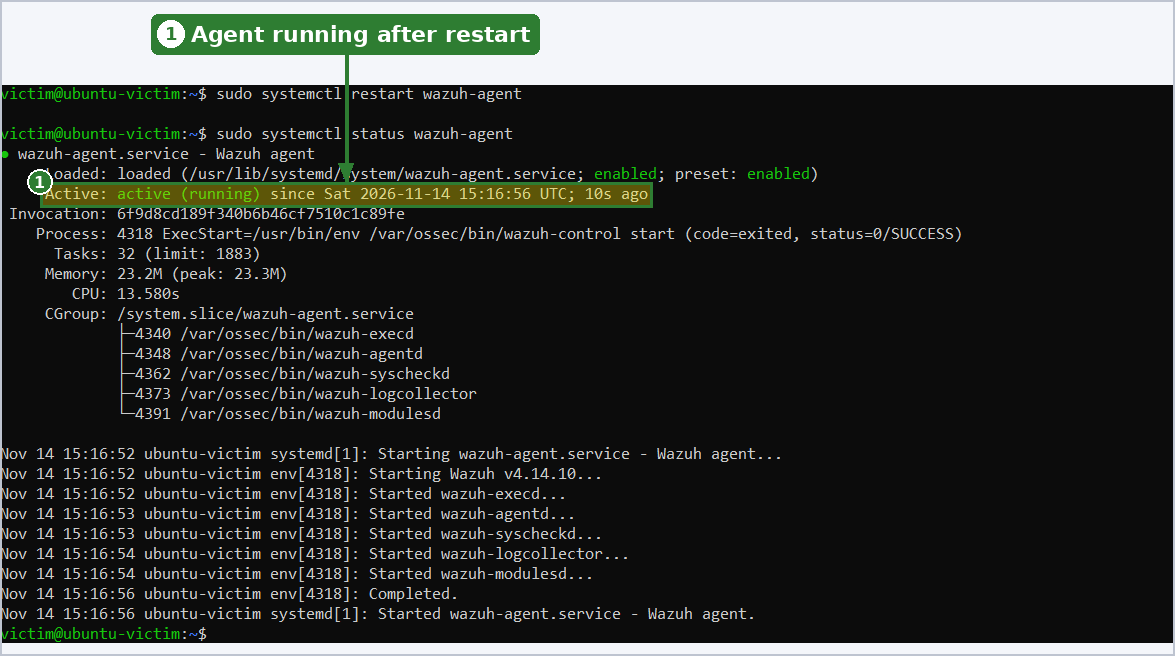 1 Agent running after restart
victim@ubuntu-victim:~$ sudo systemctl restart wazuh-agent
victim@ubuntu-victim:~$ sudo systemctl status wazuh-agent
● wazuh-agent.service - Wazuh agent
Loaded: loaded (/usr/lib/systemd/system/wazuh-agent.service; enabled; preset: enabled)
1
Active: active (running) since Sat 2026-11-14 15:16:56 UTC; 10s ago
Invocation: 6f9d8cd189f340b6b46cf7510c1c89fe
Process: 4318 ExecStart=/usr/bin/env /var/ossec/bin/wazuh-control start (code=exited, status=0/SUCCESS)
Tasks: 32 (limit: 1883)
Memory: 23.2M (peak: 23.3M)
CPU: 13.580s
CGroup: /system.slice/wazuh-agent.service
├─4340 /var/ossec/bin/wazuh-execd
├─4348 /var/ossec/bin/wazuh-agentd
├─4362 /var/ossec/bin/wazuh-syscheckd
├─4373 /var/ossec/bin/wazuh-logcollector
└─4391 /var/ossec/bin/wazuh-modulesd
Nov 14 15:16:52 ubuntu-victim systemd[1]: Starting wazuh-agent.service - Wazuh agent...
Nov 14 15:16:52 ubuntu-victim env[4318]: Starting Wazuh v4.14.10...
Nov 14 15:16:52 ubuntu-victim env[4318]: Started wazuh-execd...
Nov 14 15:16:53 ubuntu-victim env[4318]: Started wazuh-agentd...
Nov 14 15:16:53 ubuntu-victim env[4318]: Started wazuh-syscheckd...
Nov 14 15:16:54 ubuntu-victim env[4318]: Started wazuh-logcollector...
Nov 14 15:16:54 ubuntu-victim env[4318]: Started wazuh-modulesd...
Nov 14 15:16:56 ubuntu-victim env[4318]: Completed.
Nov 14 15:16:56 ubuntu-victim systemd[1]: Started wazuh-agent.service - Wazuh agent.
victim@ubuntu-victim:~$